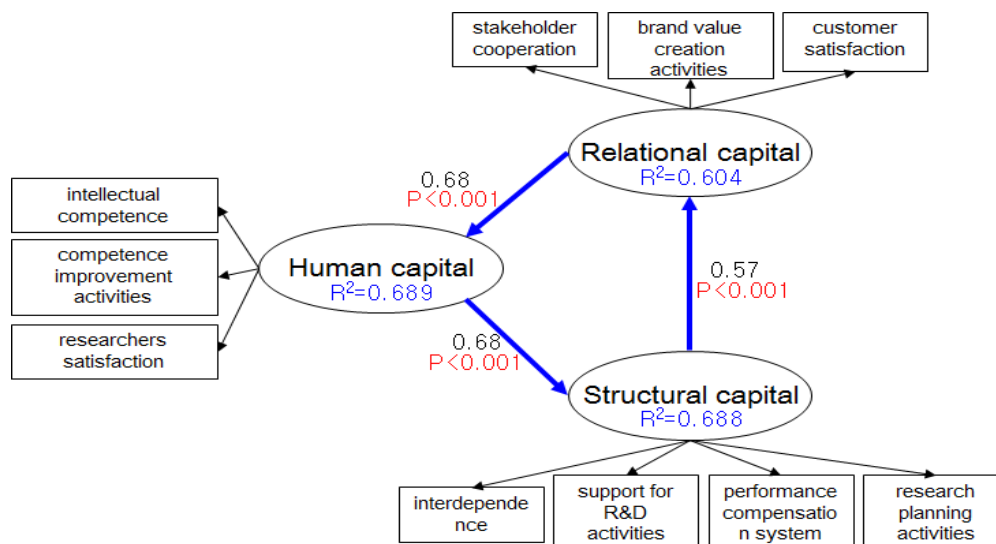 stakeholder
cooperation
brand value
creation
activities
customer
satisfaction
Relational capital
R²=0.604
0.68
P<0.001
intellectual
competence
competence
improvement
activities
researchers
satisfaction
Human capital
R²=0.689
0.57
P<0.001
0.68
P<0.001
Structural capital
R²=0.688
interdepende
nce
support for
R&D
activities
performance
compensatio
n system
research
planning
activities